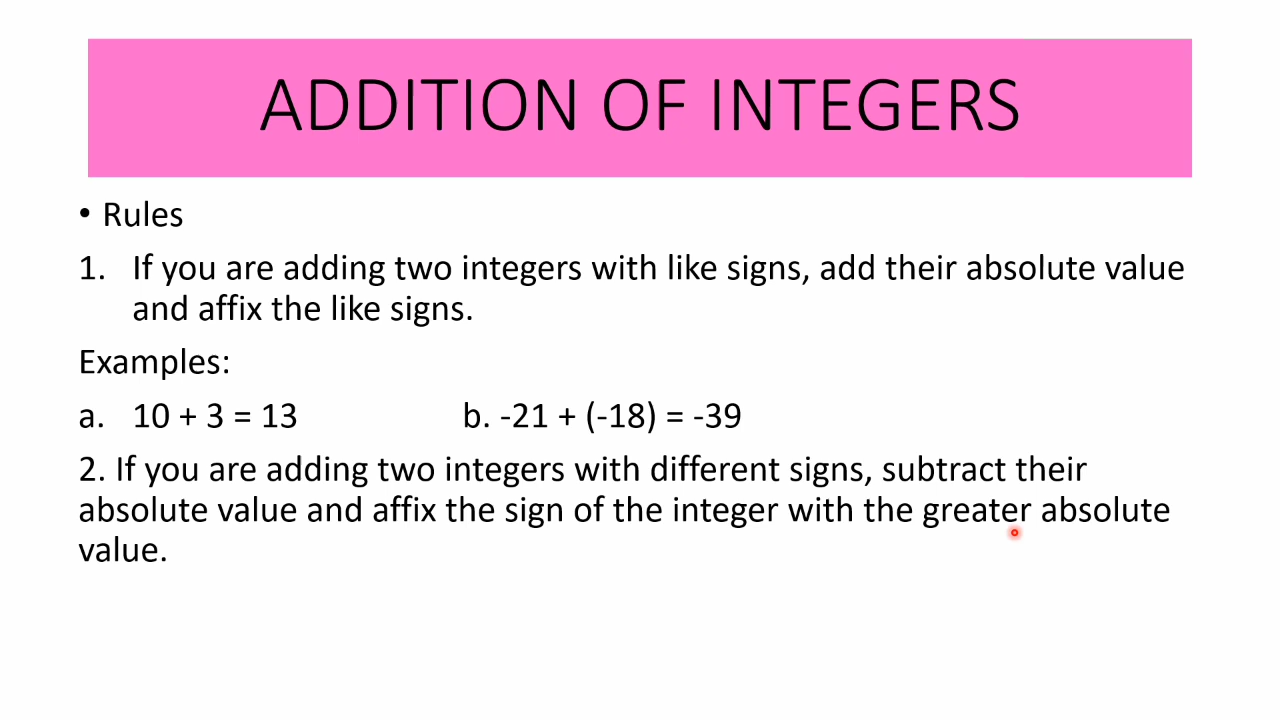 ADDITION OF INTEGERS
• Rules
1. If you are adding two integers with like signs, add their absolute value
and affix the like signs.
Examples:
a. 10 + 3 = 13 b. -21 + (-18) = -39
2. If you are adding two integers with different signs, subtract their
absolute value and affix the sign of the integer with the greater absolute
value.